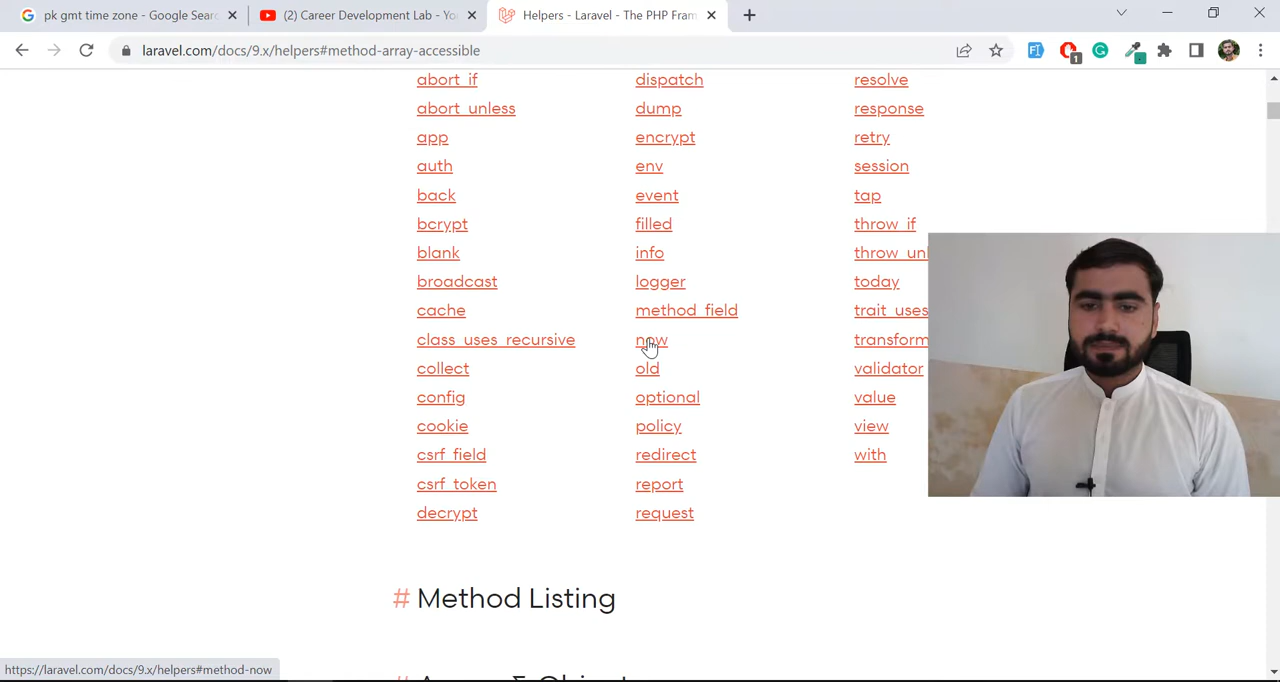 pk gmt time zone - Google Searc
(2) Career Development Lab - Yo
Helpers - Laravel - The PHP Fram
laravel.com/docs/9.x/helpers#method-array-accessible
1
abort_if
abort_unless
app
auth
back
bcrypt
blank
broadcast
cache
class_uses_recursive
collect
config
cookie
csrf_field
csrf_token
decrypt
dispatch
dump
encrypt
env
event
filled
info
logger
method_field
now
old
optional
policy
redirect
report
request
resolve
response
retry
session
tap
throw_if
throw_unl
today
trait_uses
transform
validator
value
view
with
# Method Listing
https://laravel.com/docs/9.x/helpers#method-now